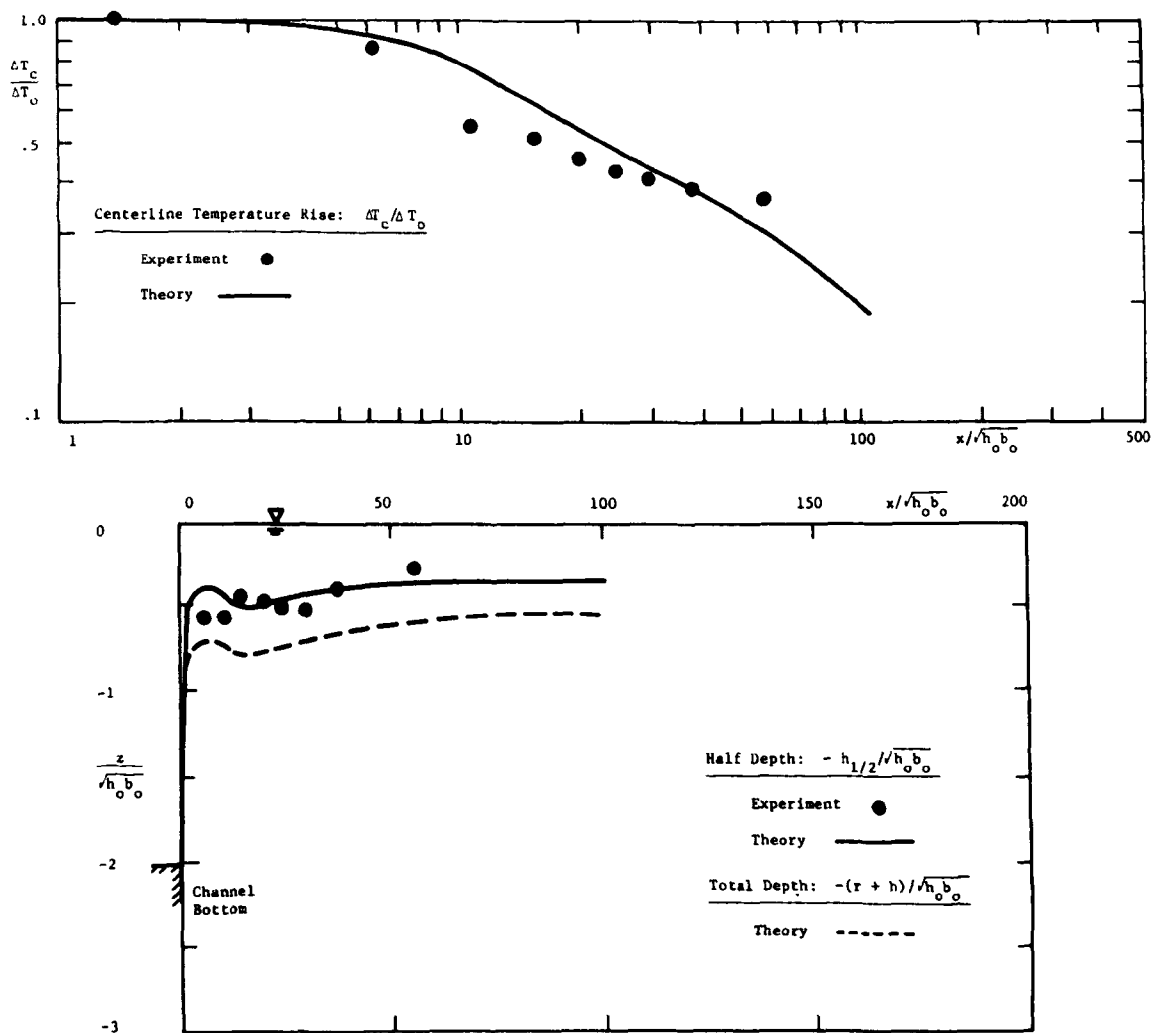 1.0
ΔT_c
ΔT_o
.5
Centerline Temperature Rise: ΔT_c/ΔT_o
Experiment
Theory
.1
1 10 100 x/√h_o b_o 500
0 50 100 150 x/√h_o b_o 200
0
-1
z
√h_o b_o
Half Depth: - h_1/2/√h_o b_o
Experiment
Theory
-2
Channel
Bottom
Total Depth: -(r + h)/√h_o b_o
Theory
-3